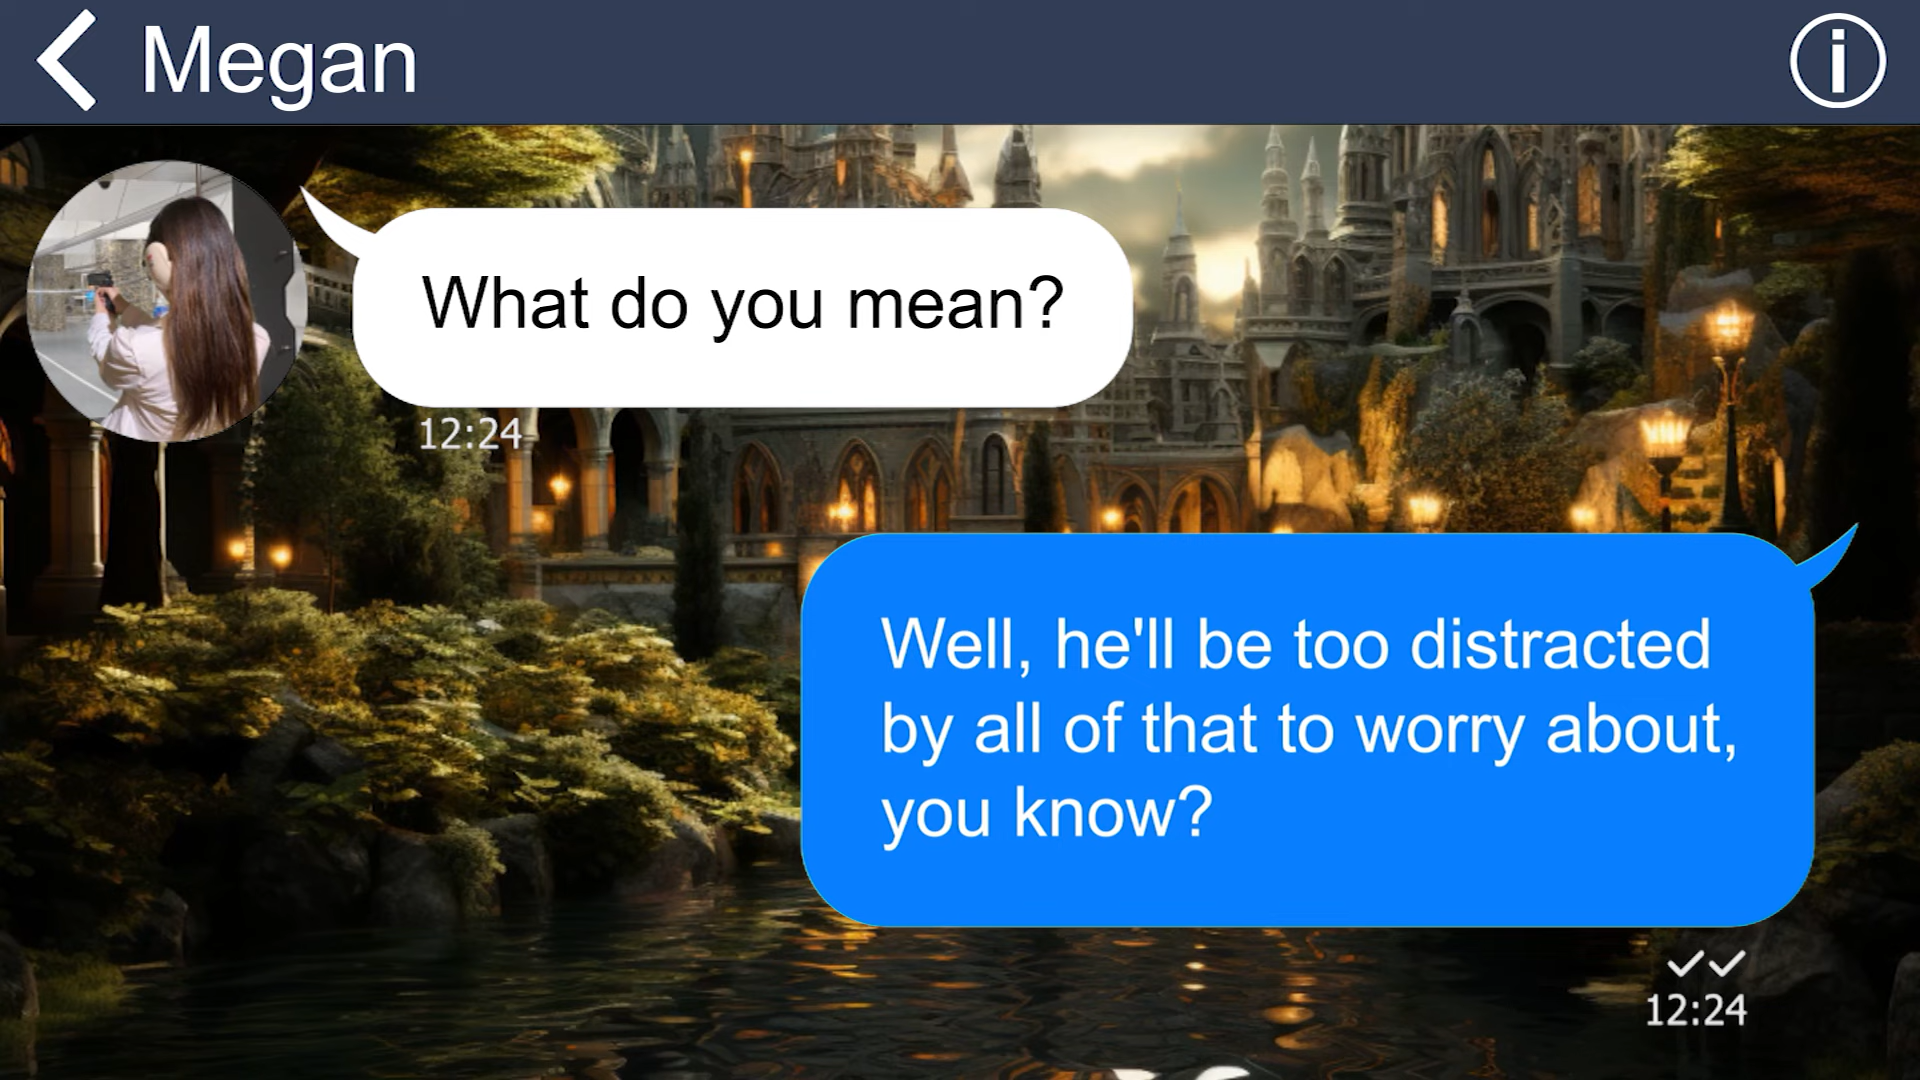 Megan
What do you mean?
12:24
Well, he'll be too distracted
by all of that to worry about,
you know?
12:24